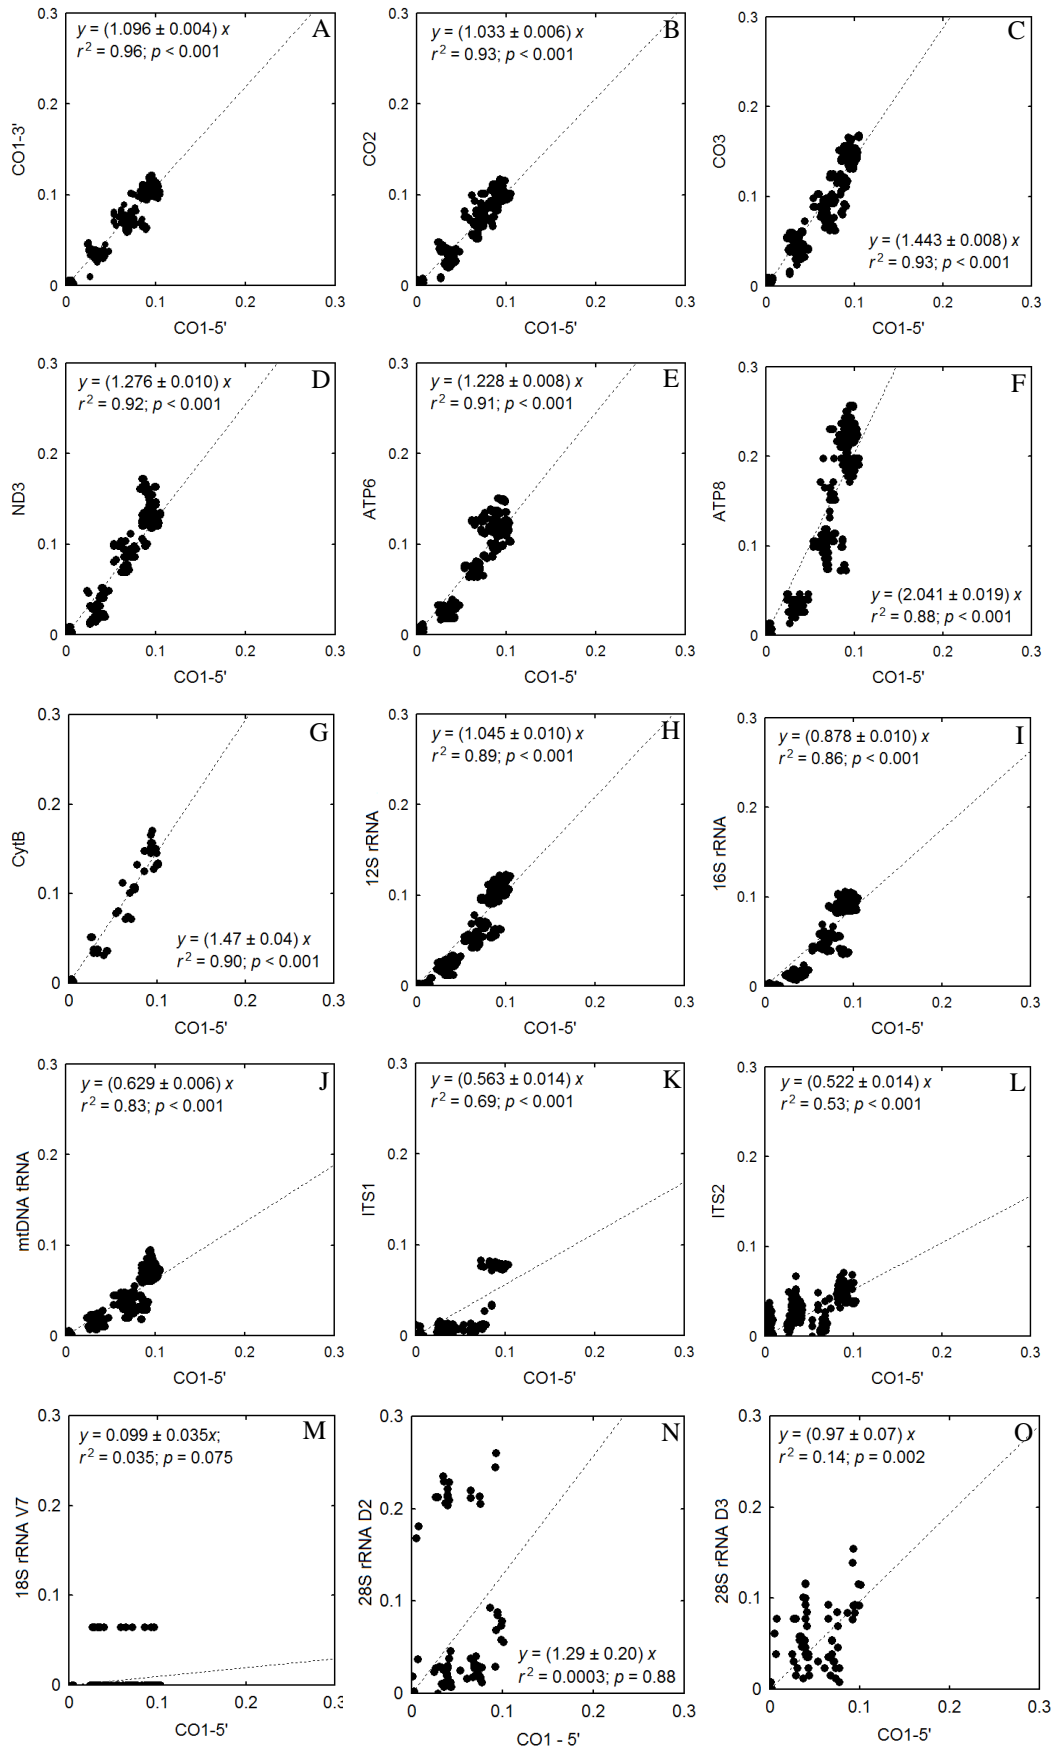 y = (1.096 ± 0.004) x
r2 = 0.96; p < 0.001
A
0.3
0.2
0.1
0
CO1-3'
0
0.1
0.2
0.3
CO1-5'
y = (1.033 ± 0.006) x
r2 = 0.93; p < 0.001
B
0.3
0.2
0.1
0
CO2
0
0.1
0.2
0.3
CO1-5'
C
0.3
0.2
0.1
0
CO3
y = (1.443 ± 0.008) x
r2 = 0.93; p < 0.001
0
0.1
0.2
0.3
CO1-5'
y = (1.276 ± 0.010) x
r2 = 0.92; p < 0.001
D
0.3
0.2
0.1
0
ND3
0
0.1
0.2
0.3
CO1-5'
y = (1.228 ± 0.008) x
r2 = 0.91; p < 0.001
E
0.3
0.2
0.1
0
ATP6
0
0.1
0.2
0.3
CO1-5'
F
0.3
0.2
0.1
0
ATP8
y = (2.041 ± 0.019) x
r2 = 0.88; p < 0.001
0
0.1
0.2
0.3
CO1-5'
G
0.3
0.2
0.1
0
CytB
y = (1.47 ± 0.04) x
r2 = 0.90; p < 0.001
0
0.1
0.2
0.3
CO1-5'
y = (1.045 ± 0.010) x
r2 = 0.89; p < 0.001
H
0.3
0.2
0.1
0
12S rRNA
0
0.1
0.2
0.3
CO1-5'
y = (0.878 ± 0.010) x
r2 = 0.86; p < 0.001
I
0.3
0.2
0.1
0
16S rRNA
0
0.1
0.2
0.3
CO1-5'
y = (0.629 ± 0.006) x
r2 = 0.83; p < 0.001
J
0.3
0.2
0.1
0
mtDNA tRNA
0
0.1
0.2
0.3
CO1-5'
y = (0.563 ± 0.014) x
r2 = 0.69; p < 0.001
K
0.3
0.2
0.1
0
ITS1
0
0.1
0.2
0.3
CO1-5'
y = (0.522 ± 0.014) x
r2 = 0.53; p < 0.001
L
0.3
0.2
0.1
0
ITS2
0
0.1
0.2
0.3
CO1-5'
y = 0.099 ± 0.035x;
r2 = 0.035; p = 0.075
M
0.3
0.2
0.1
0
18S rRNA V7
0
0.1
0.2
0.3
CO1-5'
N
0.3
0.2
0.1
0
28S rRNA D2
y = (1.29 ± 0.20) x
r2 = 0.0003; p = 0.88
0
0.1
0.2
0.3
CO1 - 5'
y = (0.97 ± 0.07) x
r2 = 0.14; p = 0.002
O
0.3
0.2
0.1
0
28S rRNA D3
0
0.1
0.2
0.3
CO1-5'